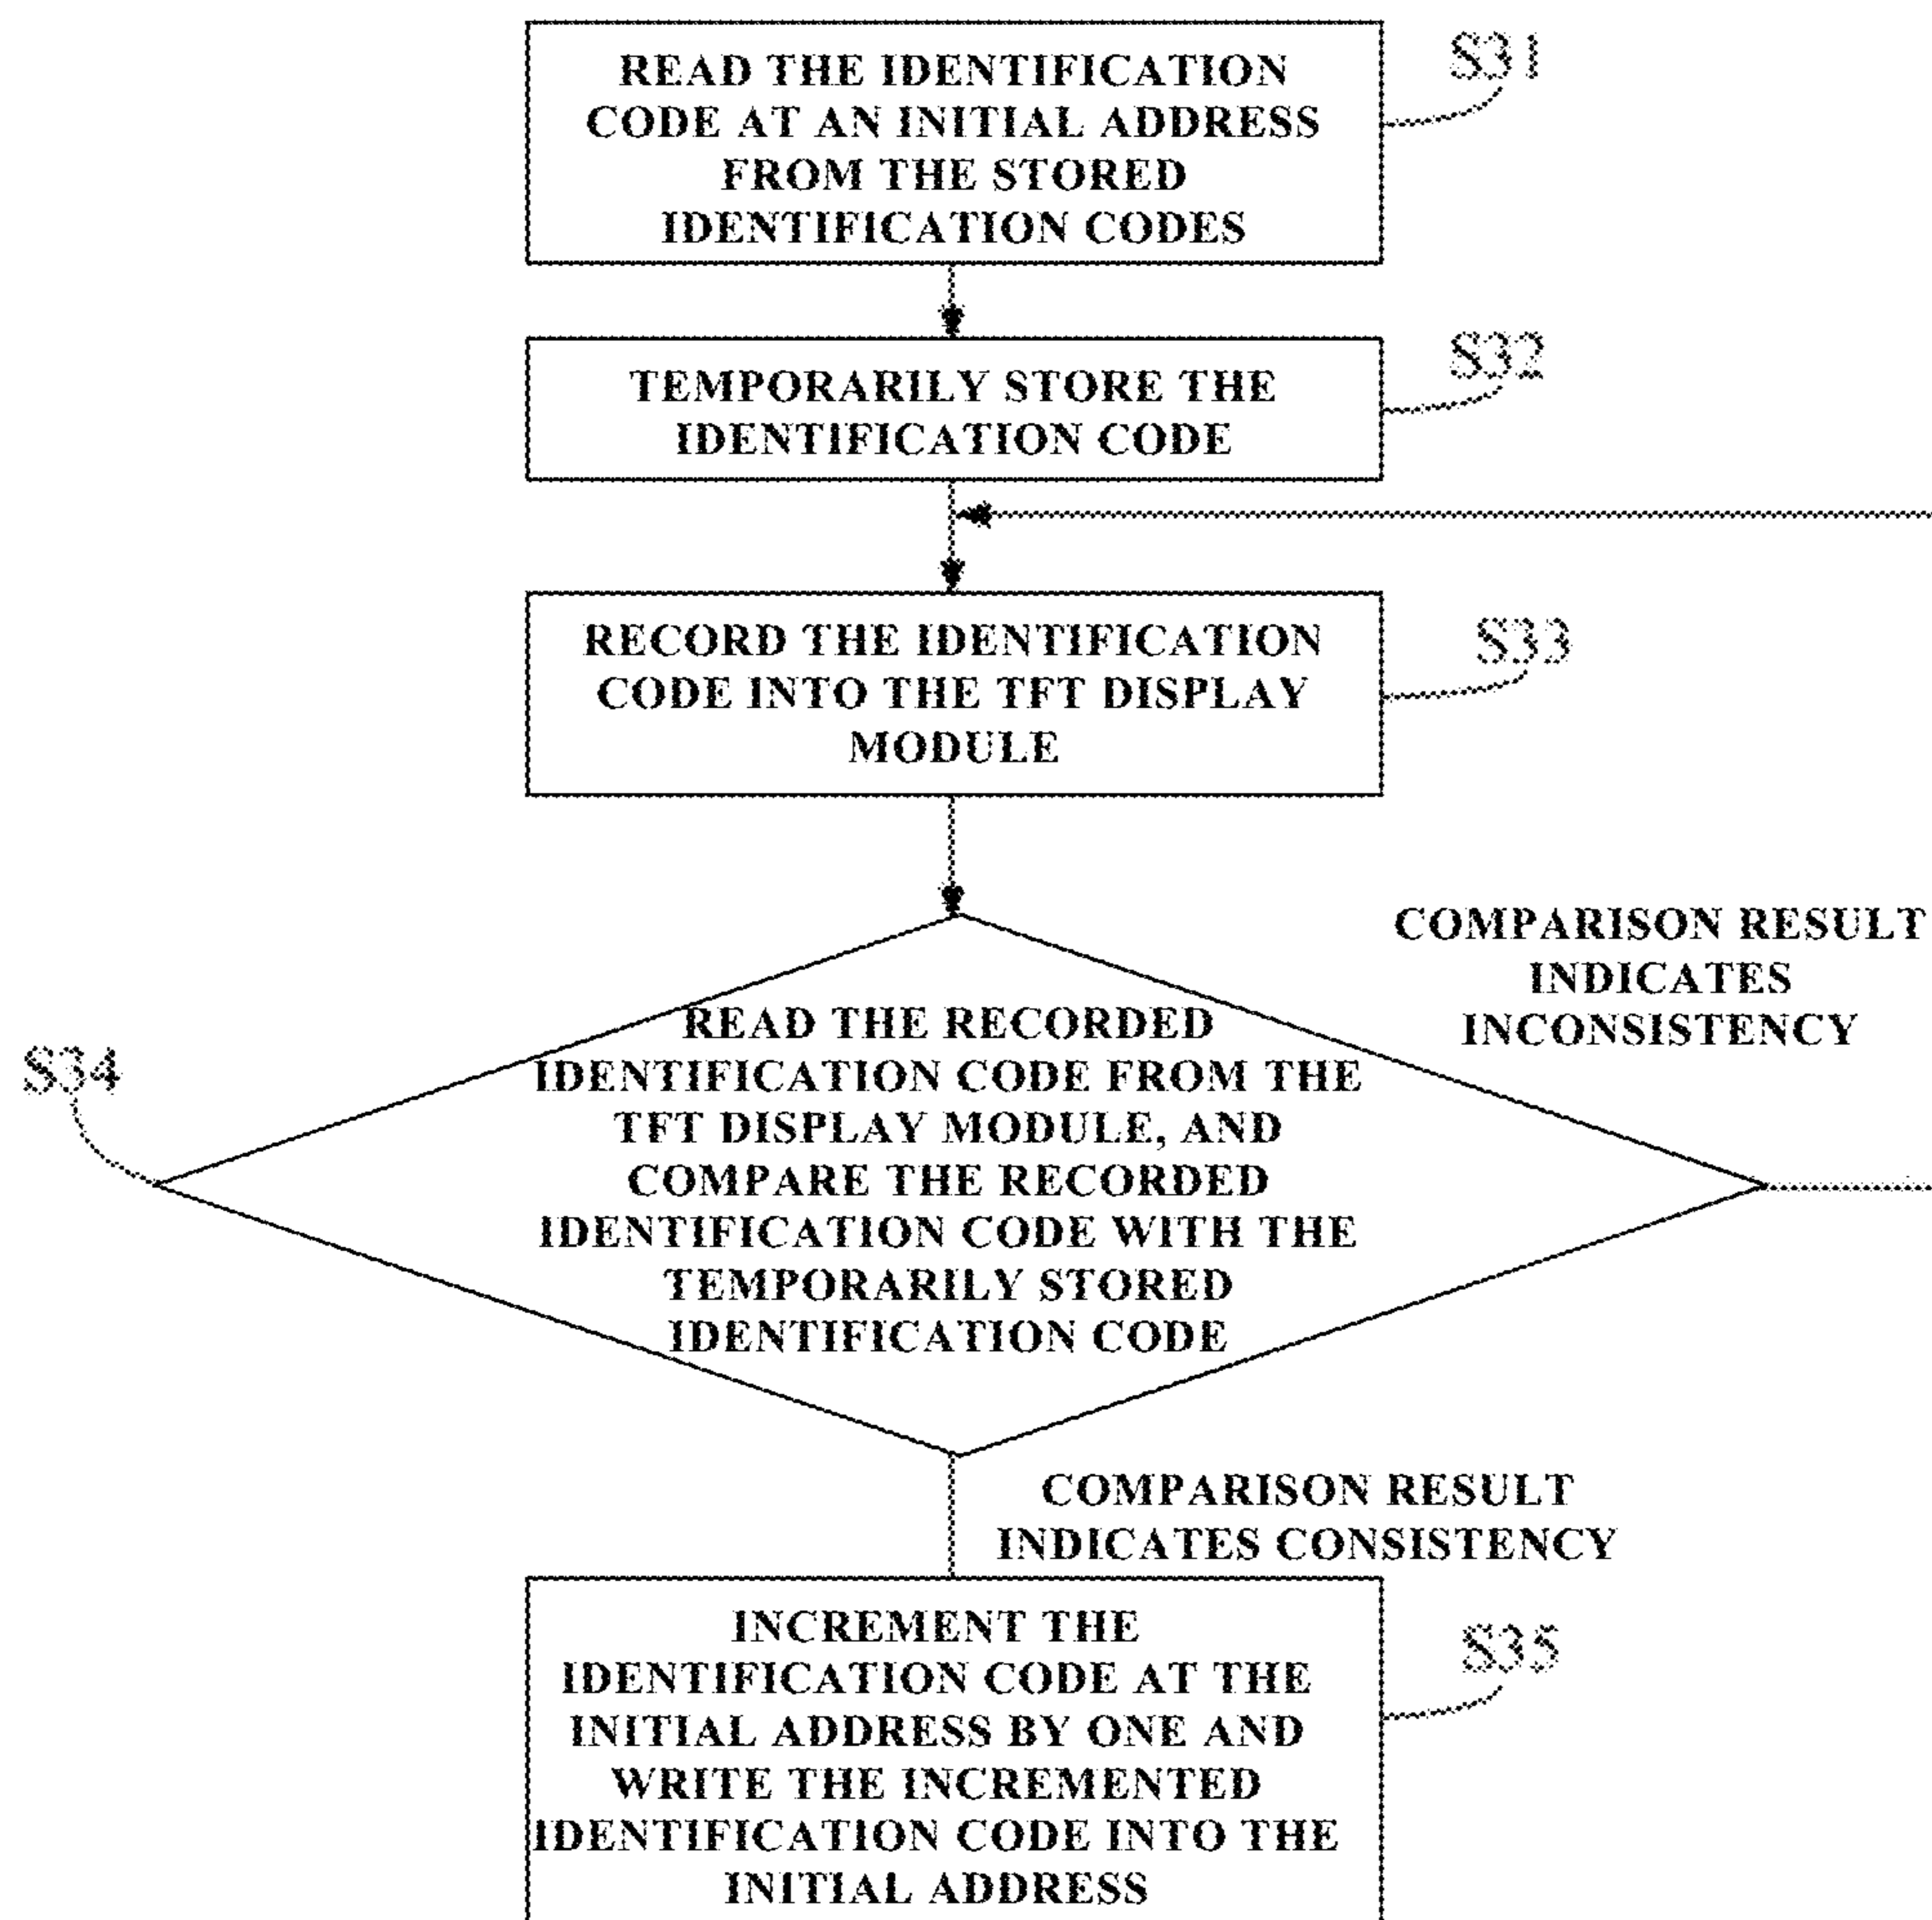 READ THE IDENTIFICATION
CODE AT AN INITIAL ADDRESS
FROM THE STORED
IDENTIFICATION CODES
S31
TEMPORARILY STORE THE
IDENTIFICATION CODE
S32
RECORD THE IDENTIFICATION
CODE INTO THE TFT DISPLAY
MODULE
S33
COMPARISON RESULT
INDICATES
INCONSISTENCY
S34
READ THE RECORDED
IDENTIFICATION CODE FROM THE
TFT DISPLAY MODULE, AND
COMPARE THE RECORDED
IDENTIFICATION CODE WITH THE
TEMPORARILY STORED
IDENTIFICATION CODE
COMPARISON RESULT
INDICATES CONSISTENCY
INCREMENT THE
IDENTIFICATION CODE AT THE
INITIAL ADDRESS BY ONE AND
WRITE THE INCREMENTED
IDENTIFICATION CODE INTO THE
INITIAL ADDRESS
S35